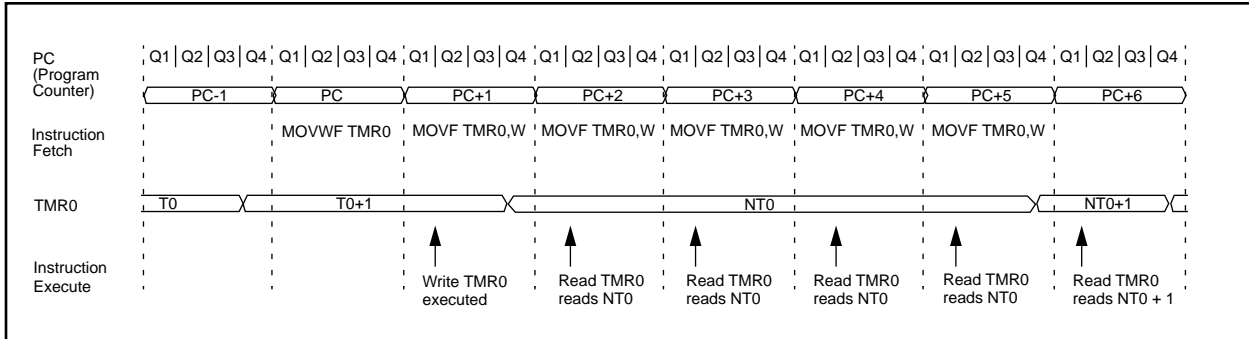 PC
(Program
Counter)
Q1 Q2 Q3 Q4 Q1 Q2 Q3 Q4 Q1 Q2 Q3 Q4 Q1 Q2 Q3 Q4 Q1 Q2 Q3 Q4 Q1 Q2 Q3 Q4 Q1 Q2 Q3 Q4 Q1 Q2 Q3 Q4
PC-1 PC PC+1 PC+2 PC+3 PC+4 PC+5 PC+6
Instruction
Fetch
MOVWF TMR0 MOVF TMR0,W MOVF TMR0,W MOVF TMR0,W MOVF TMR0,W MOVF TMR0,W
TMR0
T0 T0+1 NT0 NT0+1
Instruction
Execute
Write TMR0
executed
Read TMR0
reads NT0
Read TMR0
reads NT0
Read TMR0
reads NT0
Read TMR0
reads NT0
Read TMR0
reads NT0 + 1